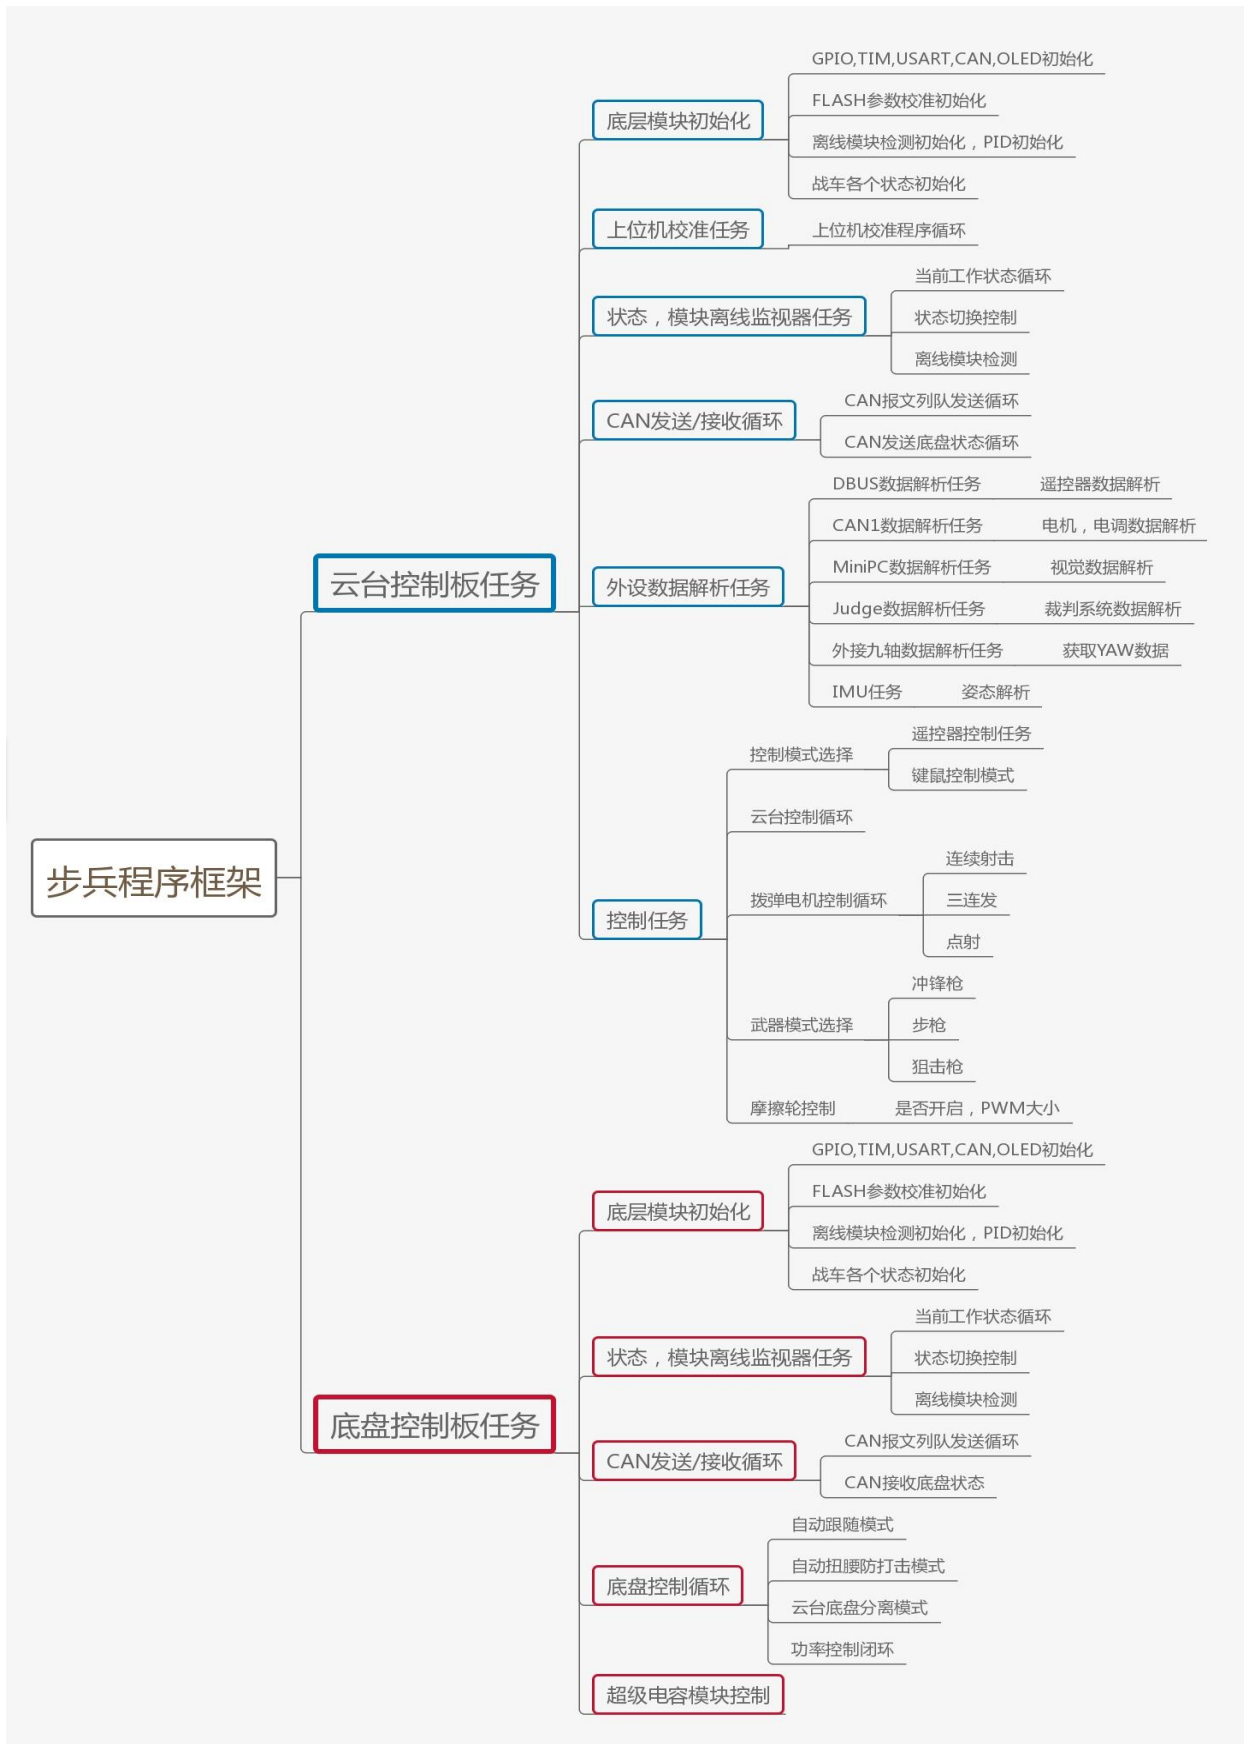 步兵程序框架
云台控制板任务
底层模块初始化
GPIO,TIM,USART,CAN,OLED初始化
FLASH参数校准初始化
离线模块检测初始化，PID初始化
战车各个状态初始化
上位机校准任务
上位机校准程序循环
状态，模块离线监视器任务
当前工作状态循环
状态切换控制
离线模块检测
CAN发送/接收循环
CAN报文列队发送循环
CAN发送底盘状态循环
外设数据解析任务
DBUS数据解析任务
遥控器数据解析
CAN1数据解析任务
电机，电调数据解析
MiniPC数据解析任务
视觉数据解析
Judge数据解析任务
裁判系统数据解析
外接九轴数据解析任务
获取YAW数据
IMU任务
姿态解析
控制任务
控制模式选择
遥控器控制任务
键鼠控制模式
云台控制循环
拨弹电机控制循环
连续射击
三连发
点射
武器模式选择
冲锋枪
步枪
狙击枪
摩擦轮控制
是否开启，PWM大小
底盘控制板任务
底层模块初始化
GPIO,TIM,USART,CAN,OLED初始化
FLASH参数校准初始化
离线模块检测初始化，PID初始化
战车各个状态初始化
状态，模块离线监视器任务
当前工作状态循环
状态切换控制
离线模块检测
CAN发送/接收循环
CAN报文列队发送循环
CAN接收底盘状态
底盘控制循环
自动跟随模式
自动扭腰防打击模式
云台底盘分离模式
功率控制闭环
超级电容模块控制